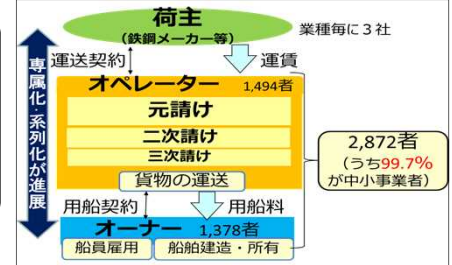 荷主
（鉄鋼メーカー等）
業種毎に３社
運送契約
運賃
専属化・系列化が進展
オペレーター 1,494者
元請け
二次請け
三次請け
貨物の運送
2,872者
（うち99.7%
が中小事業者）
用船契約
用船料
オーナー 1,378者
船員雇用
船舶建造・所有